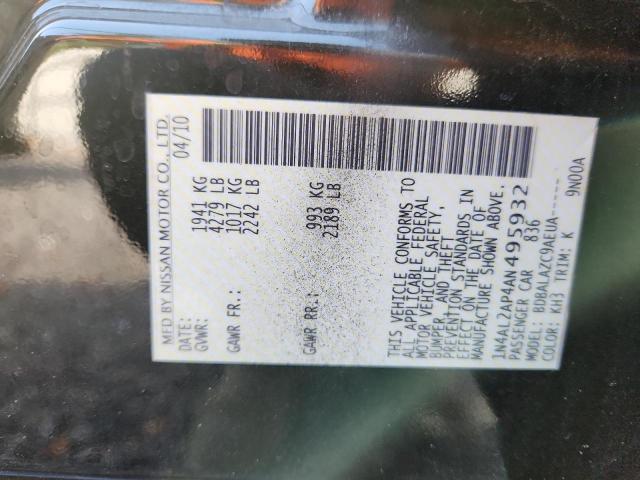 MFD BY NISSAN MOTOR CO., LTD.
DATE: 04/10
GVWR: 1941 KG
4279 LB
GAWR FR.: 1017 KG
2242 LB
GAWR RR.: 993 KG
2189 LB
THIS VEHICLE CONFORMS TO
ALL APPLICABLE FEDERAL
MOTOR VEHICLE SAFETY,
BUMPER, AND THEFT
PREVENTION STANDARDS IN
EFFECT ON THE DATE OF
MANUFACTURE SHOWN ABOVE.
1N4AL2AP4AN495932
PASSENGER CAR 836
MODEL: BDBALAZC9AEUA-----
COLOR: KH3 TRIM: K 9N00A